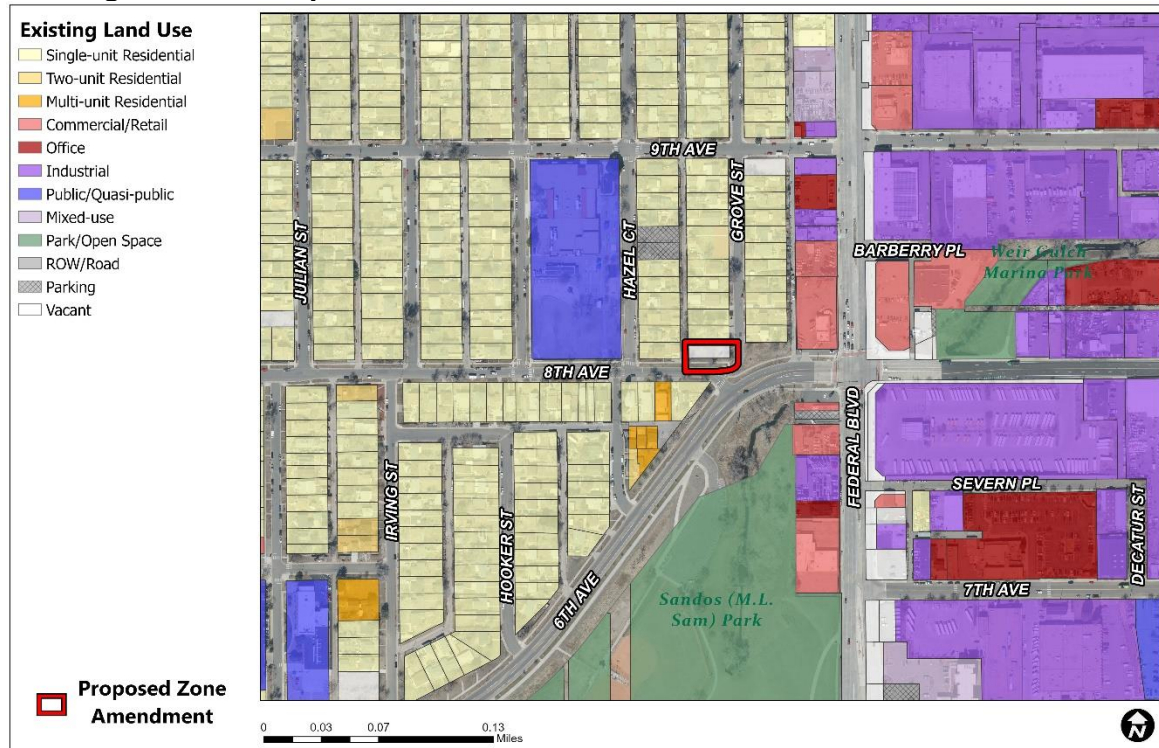 Existing Land Use
Single-unit Residential
Two-unit Residential
Multi-unit Residential
Commercial/Retail
Office
Industrial
Public/Quasi-public
Mixed-use
Park/Open Space
ROW/Road
Parking
Vacant
Proposed Zone
Amendment
9TH AVE
GROVE ST
HAZEL CT
JULIAN ST
BARBERRY PL
Weir Gulch
Marina Park
8TH AVE
FEDERAL BLVD
IRVING ST
HOOKER ST
6TH AVE
SEVERN PL
DECATUR ST
7TH AVE
Sandos (M.L.
Sam) Park
0 0.03 0.07 0.13
Miles
N